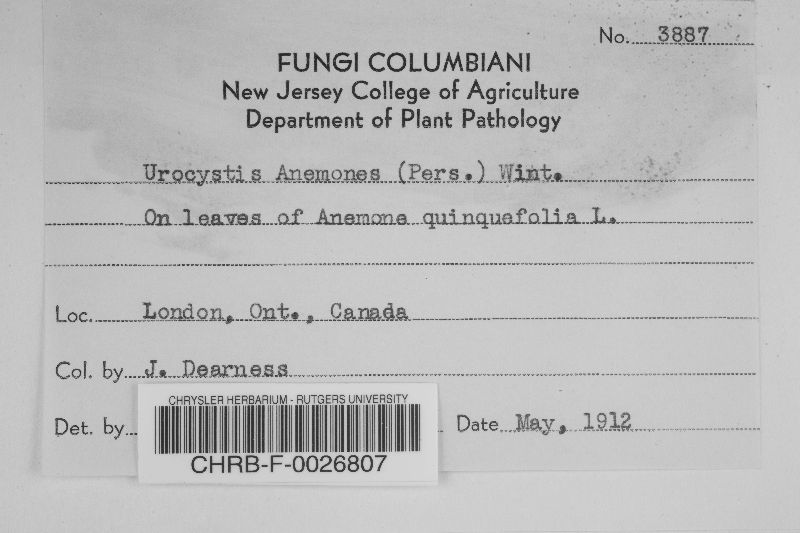 No. 3887
FUNGI COLUMBIANI
New Jersey College of Agriculture
Department of Plant Pathology
Urocystis Anemones (Pers.) Wint.
On leaves of Anemone quinquefolia L.
Loc. London, Ont., Canada
Col. by J. Dearness
Det. by
Date May, 1912
CHRYSLER HERBARIUM - RUTGERS UNIVERSITY
CHRB-F-0026807